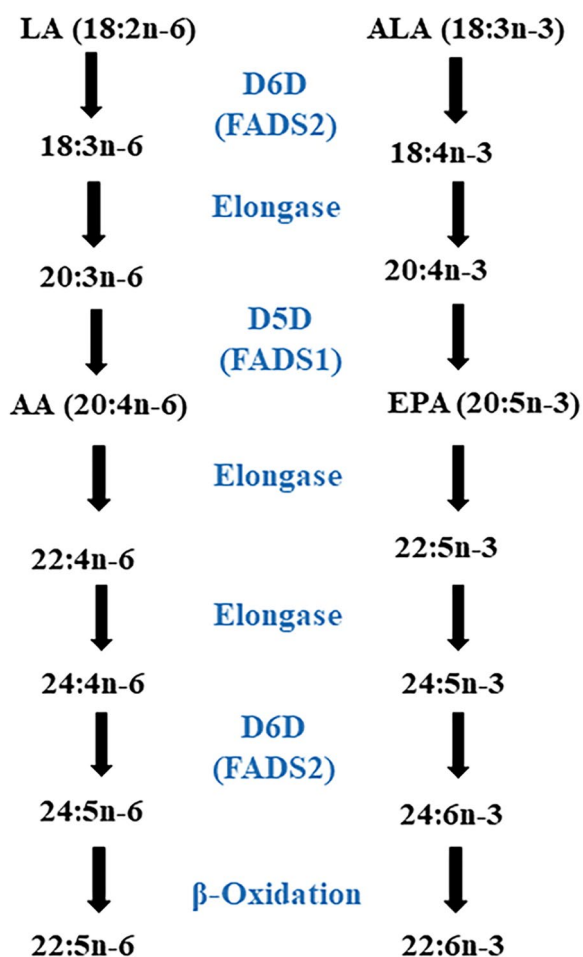 LA (18:2n-6)
ALA (18:3n-3)
D6D
(FADS2)
18:3n-6
18:4n-3
Elongase
20:3n-6
20:4n-3
D5D
(FADS1)
AA (20:4n-6)
EPA (20:5n-3)
Elongase
22:4n-6
22:5n-3
Elongase
24:4n-6
24:5n-3
D6D
(FADS2)
24:5n-6
24:6n-3
β-Oxidation
22:5n-6
22:6n-3